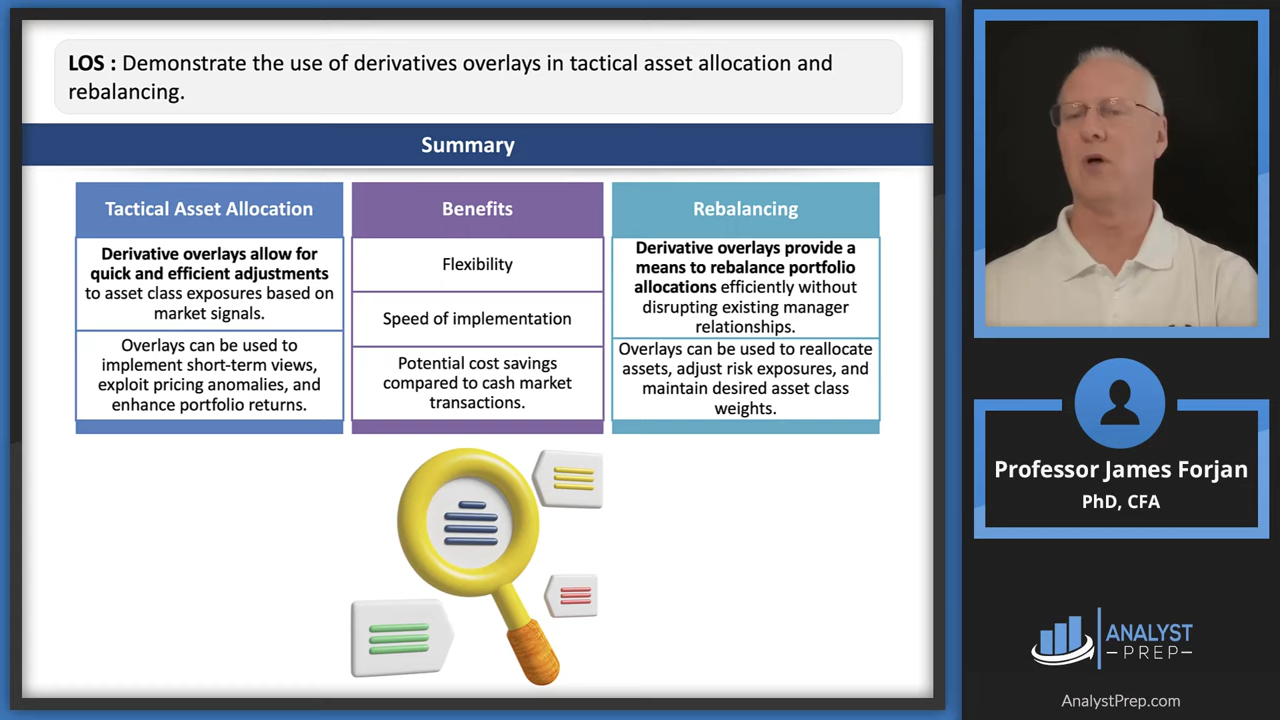 LOS : Demonstrate the use of derivatives overlays in tactical asset allocation and
rebalancing.
Summary
Tactical Asset Allocation
Derivative overlays allow for
quick and efficient adjustments
to asset class exposures based on
market signals.
Overlays can be used to
implement short-term views,
exploit pricing anomalies, and
enhance portfolio returns.
Benefits
Flexibility
Speed of implementation
Potential cost savings
compared to cash market
transactions.
Rebalancing
Derivative overlays provide a
means to rebalance portfolio
allocations efficiently without
disrupting existing manager
relationships.
Overlays can be used to reallocate
assets, adjust risk exposures, and
maintain desired asset class
weights.
Professor James Forjan
PhD, CFA
ANALYST
PREP
AnalystPrep.com